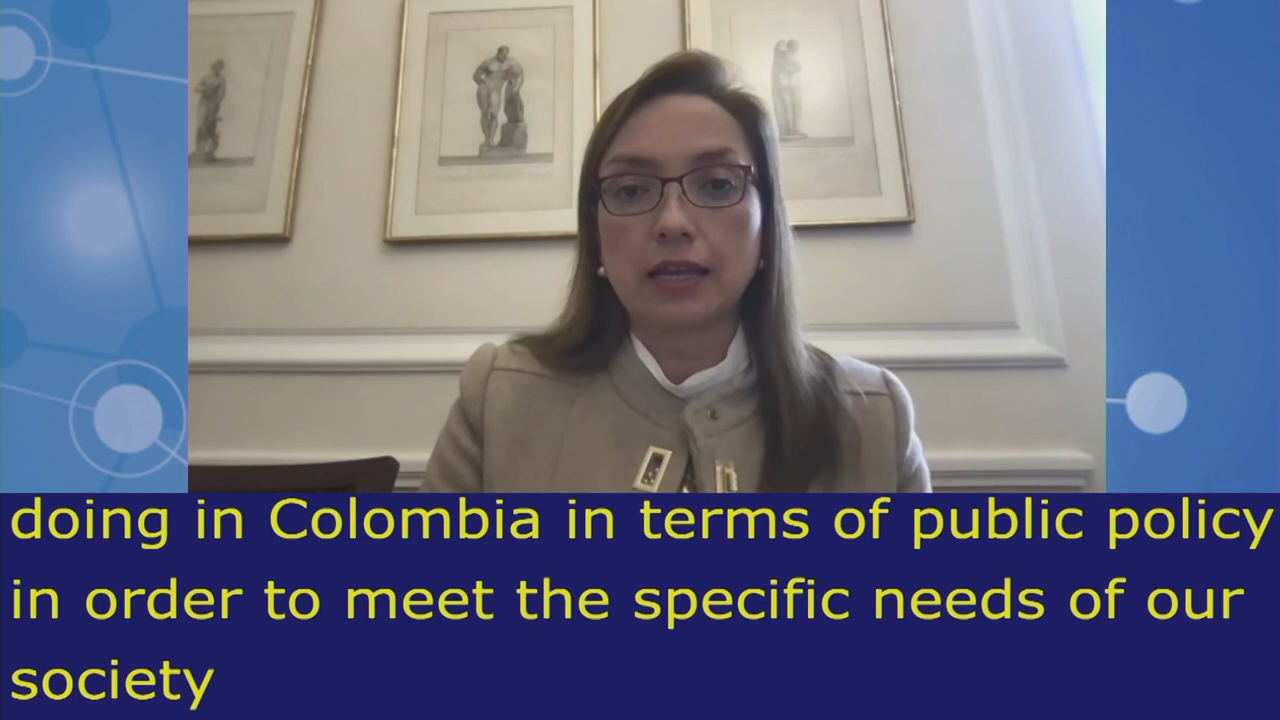 doing in Colombia in terms of public policy
in order to meet the specific needs of our
society